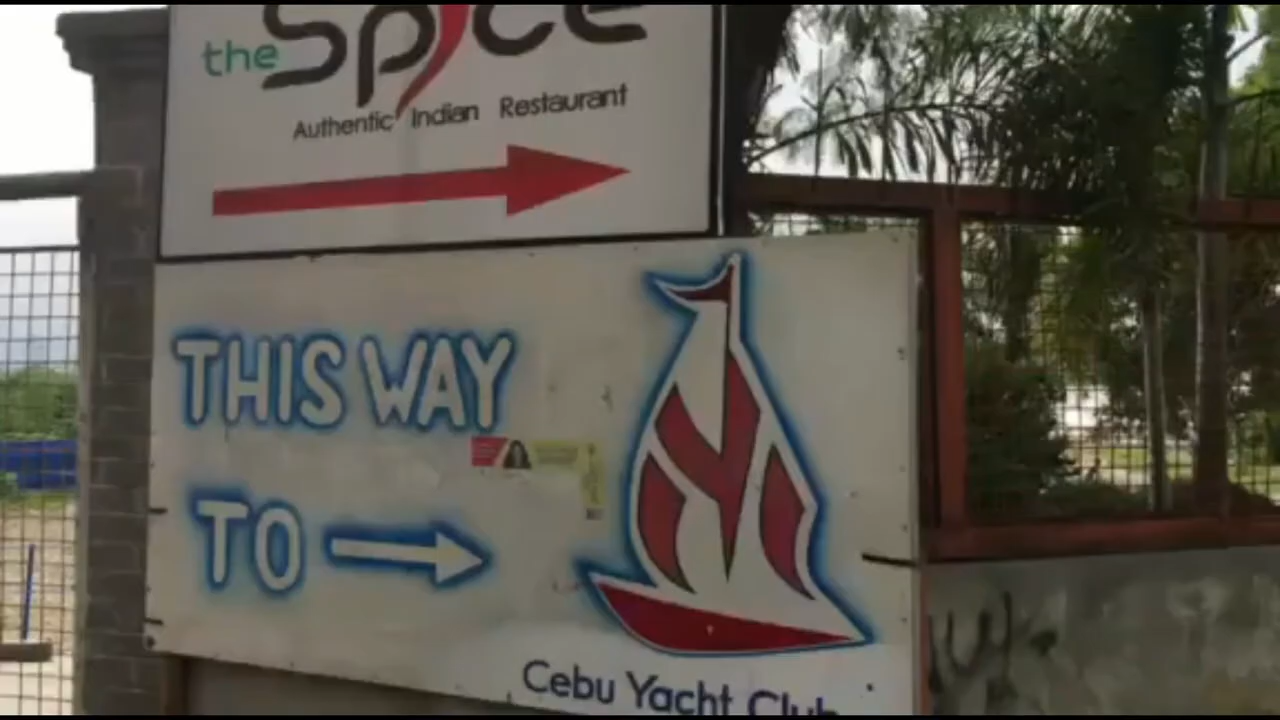 the Spice
Authentic Indian Restaurant
THIS WAY
TO
Cebu Yacht Club